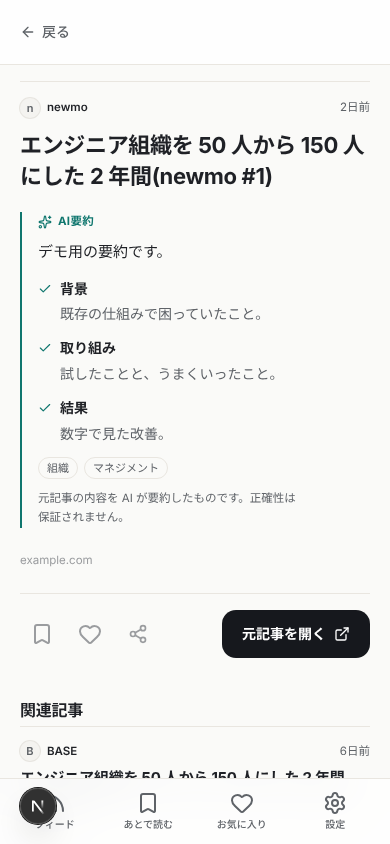 戻る
n newmo 2日前
エンジニア組織を 50 人から 150 人
にした 2 年間(newmo #1)
AI要約
デモ用の要約です。
背景
既存の仕組みで困っていたこと。
取り組み
試したことと、うまくいったこと。
結果
数字で見た改善。
組織 マネジメント
元記事の内容を AI が要約したものです。正確性は
保証されません。
example.com
元記事を開く
関連記事
B BASE 6日前
エンジニア組織を 50 人から 150 人にした 2 年間
N
ィード あとで読む お気に入り 設定